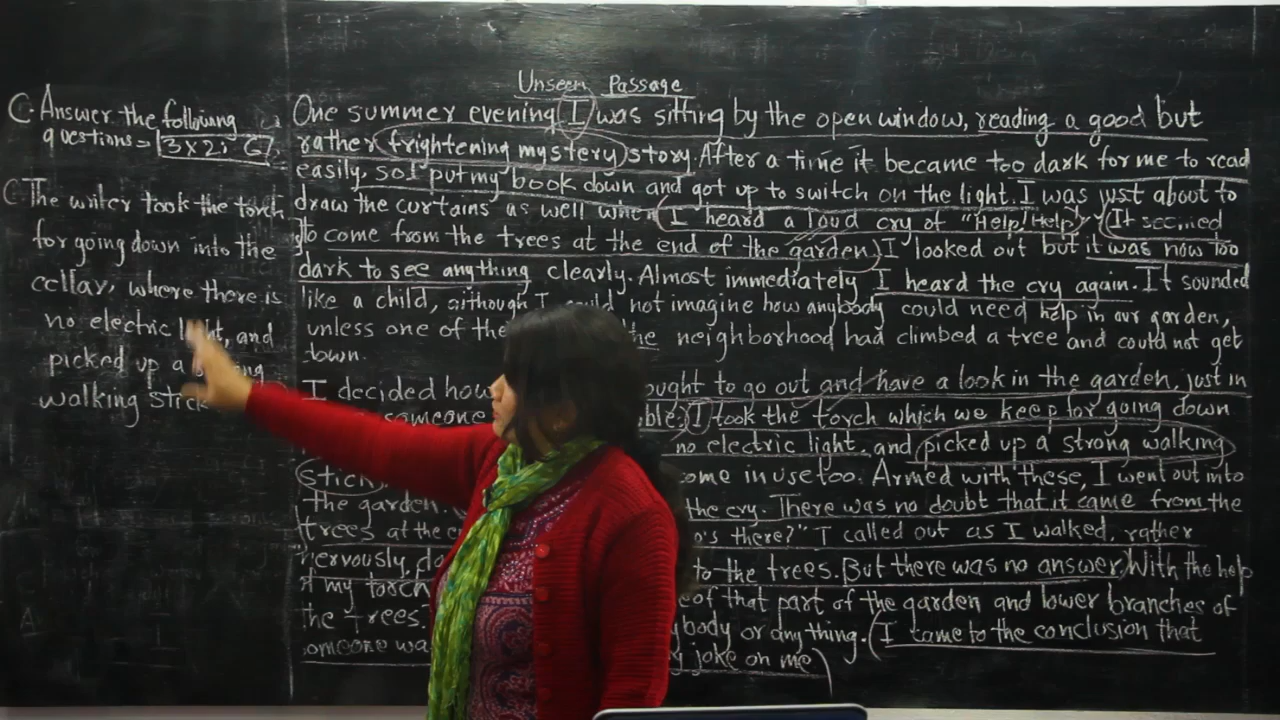 Unseen Passage
C. Answer the following
questions = 3x2; 6
C The writer took the torch
for going down into the
cellar, where there is
no electric light, and
picked up a
walking stick
One summer evening I was sitting by the open window, reading a good but
rather frightening mystery story. After a time it became too dark for me to read
easily, so I put my book down and got up to switch on the light. I was just about to
draw the curtains as well when I heard a loud cry of "Help! Help!" It seemed
to come from the trees at the end of the garden. I looked out but it was now too
dark to see anything clearly. Almost immediately I heard the cry again. It sounded
like a child, although I could not imagine how anybody could need help in our garden,
unless one of the the neighborhood had climbed a tree and could not get
down.
I decided how ought to go out and have a look in the garden, just in
someone ble. I took the torch which we keep for going down
no electric light, and picked up a strong walking
stick ome in use too. Armed with these, I went out into
the garden. the cry. There was no doubt that it came from the
trees at the e o's there?" I called out as I walked, rather
nervously, do to the trees. But there was no answer. With the help
of my torch e of that part of the garden and lower branches of
the trees. ybody or anything. (I came to the conclusion that
someone wa y joke on me)